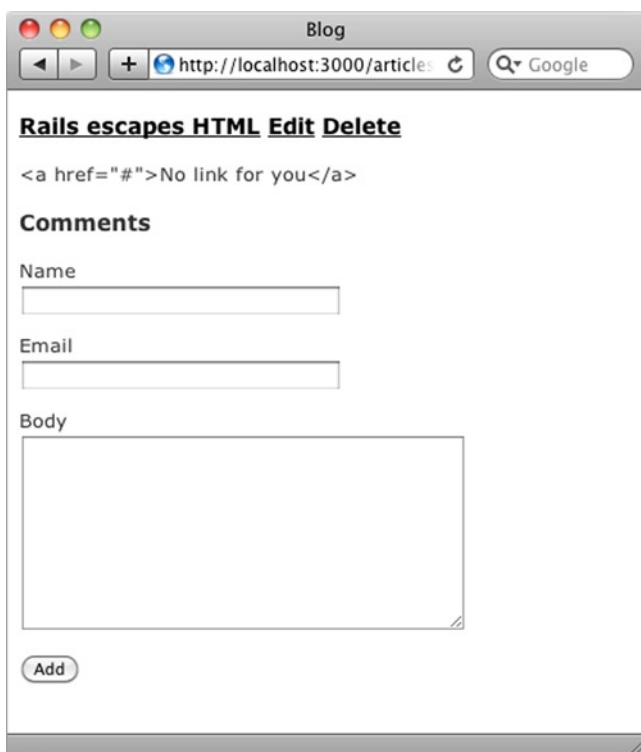 Blog
http://localhost:3000/articles
Google
Rails escapes HTML Edit Delete
<a href="#">No link for you</a>
Comments
Name
Email
Body
Add